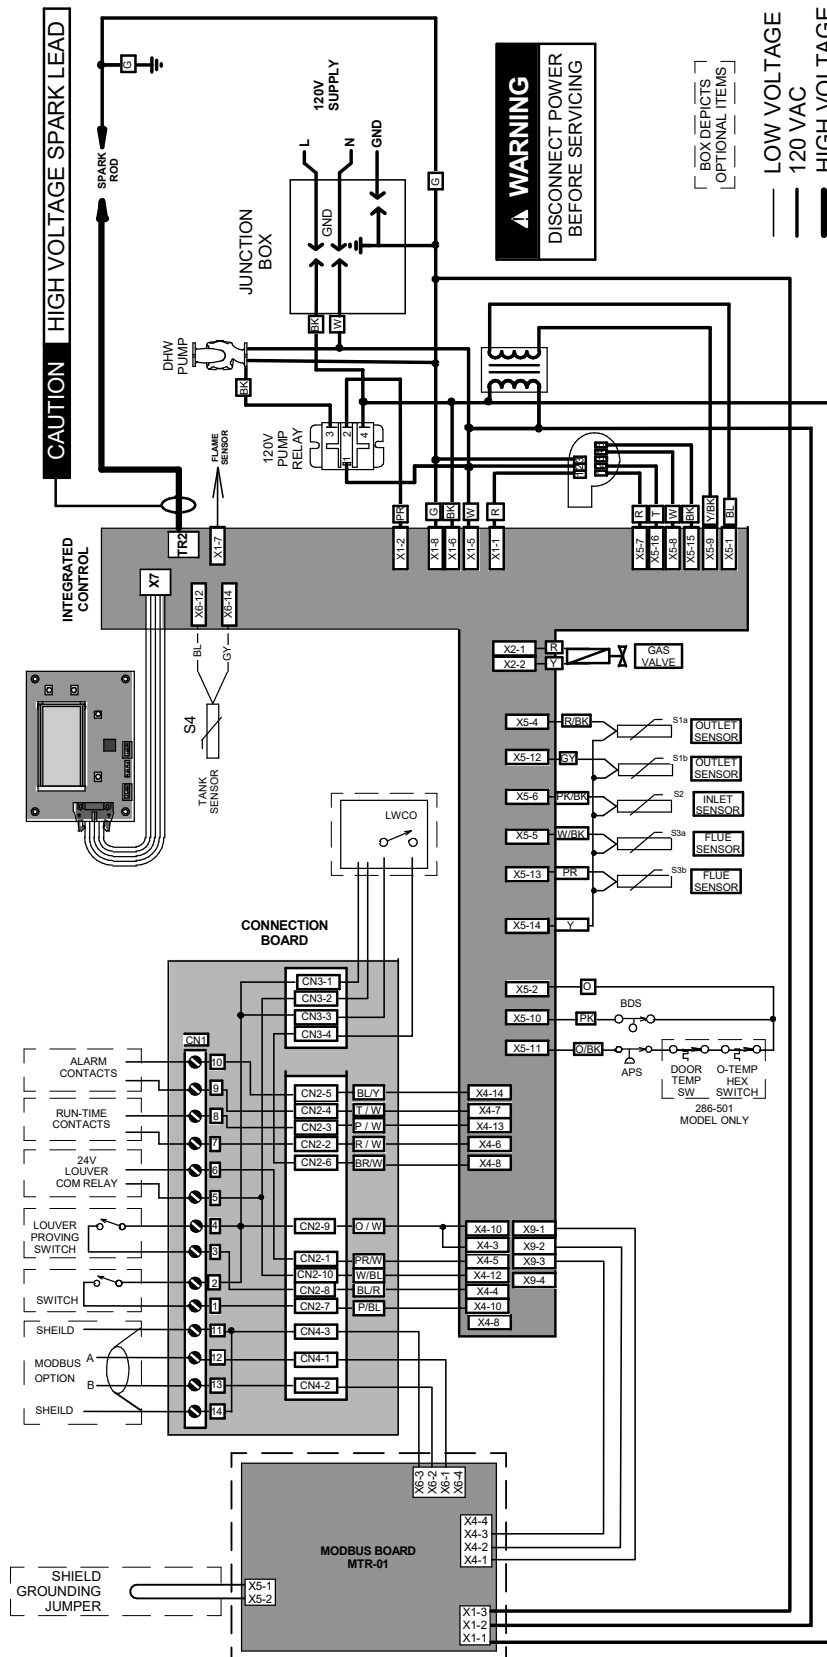 CAUTION
HIGH VOLTAGE SPARK LEAD
G
SPARK
ROD
120V
SUPPLY
L
N
GND
GND
JUNCTION
BOX
BK
W
G
WARNING
DISCONNECT POWER
BEFORE SERVICING
BOX DEPICTS
OPTIONAL ITEMS
LOW VOLTAGE
120 VAC
HIGH VOLTAGE
DHW
PUMP
BK
120V
PUMP
RELAY
3
2
1
4
FLAME
SENSOR
INTEGRATED
CONTROL
TR2
X1-7
X7
X6-12
X6-14
BL
GY
S4
TANK
SENSOR
PR
G
BK
W
R
X1-2
X1-8
X1-6
X1-5
X1-1
R
T
W
BK
Y/BK
BL
X5-7
X5-16
X5-8
X5-15
X5-9
X5-1
X2-1
R
X2-2
Y
GAS
VALVE
X5-4
R/BK
S1a
OUTLET
SENSOR
X5-12
GY
S1b
OUTLET
SENSOR
X5-6
PK/BK
S2
INLET
SENSOR
X5-5
W/BK
S3a
FLUE
SENSOR
X5-13
PR
S3b
FLUE
SENSOR
X5-14
Y
LWCO
CONNECTION
BOARD
X5-2
O
X5-10
PK
BDS
X5-11
O/BK
APS
DOOR
TEMP
SW
O-TEMP
HEX
SWITCH
286-501
MODEL ONLY
CN3-1
CN3-2
CN3-3
CN3-4
CN1
ALARM
CONTACTS
10
9
RUN-TIME
CONTACTS
8
7
24V
LOUVER
COM RELAY
6
5
LOUVER
PROVING
SWITCH
4
3
SWITCH
2
1
SHEILD
11
MODBUS
OPTION
A
12
B
13
SHEILD
14
CN2-5
BL/Y
X4-14
CN2-4
T / W
X4-7
CN2-3
P / W
X4-13
CN2-2
R / W
X4-6
CN2-6
BR/W
X4-8
CN2-9
O / W
X4-10
X9-1
X4-3
X9-2
CN2-1
PR/W
X4-5
X9-3
CN2-10
W/BL
X4-12
X9-4
CN2-8
BL/R
X4-4
CN2-7
P/BL
X4-10
X4-8
CN4-3
CN4-1
CN4-2
X6-3
X6-2
X6-1
X6-4
MODBUS BOARD
MTR-01
X4-4
X4-3
X4-2
X4-1
SHIELD
GROUNDING
JUMPER
X5-1
X5-2
X1-3
X1-2
X1-1